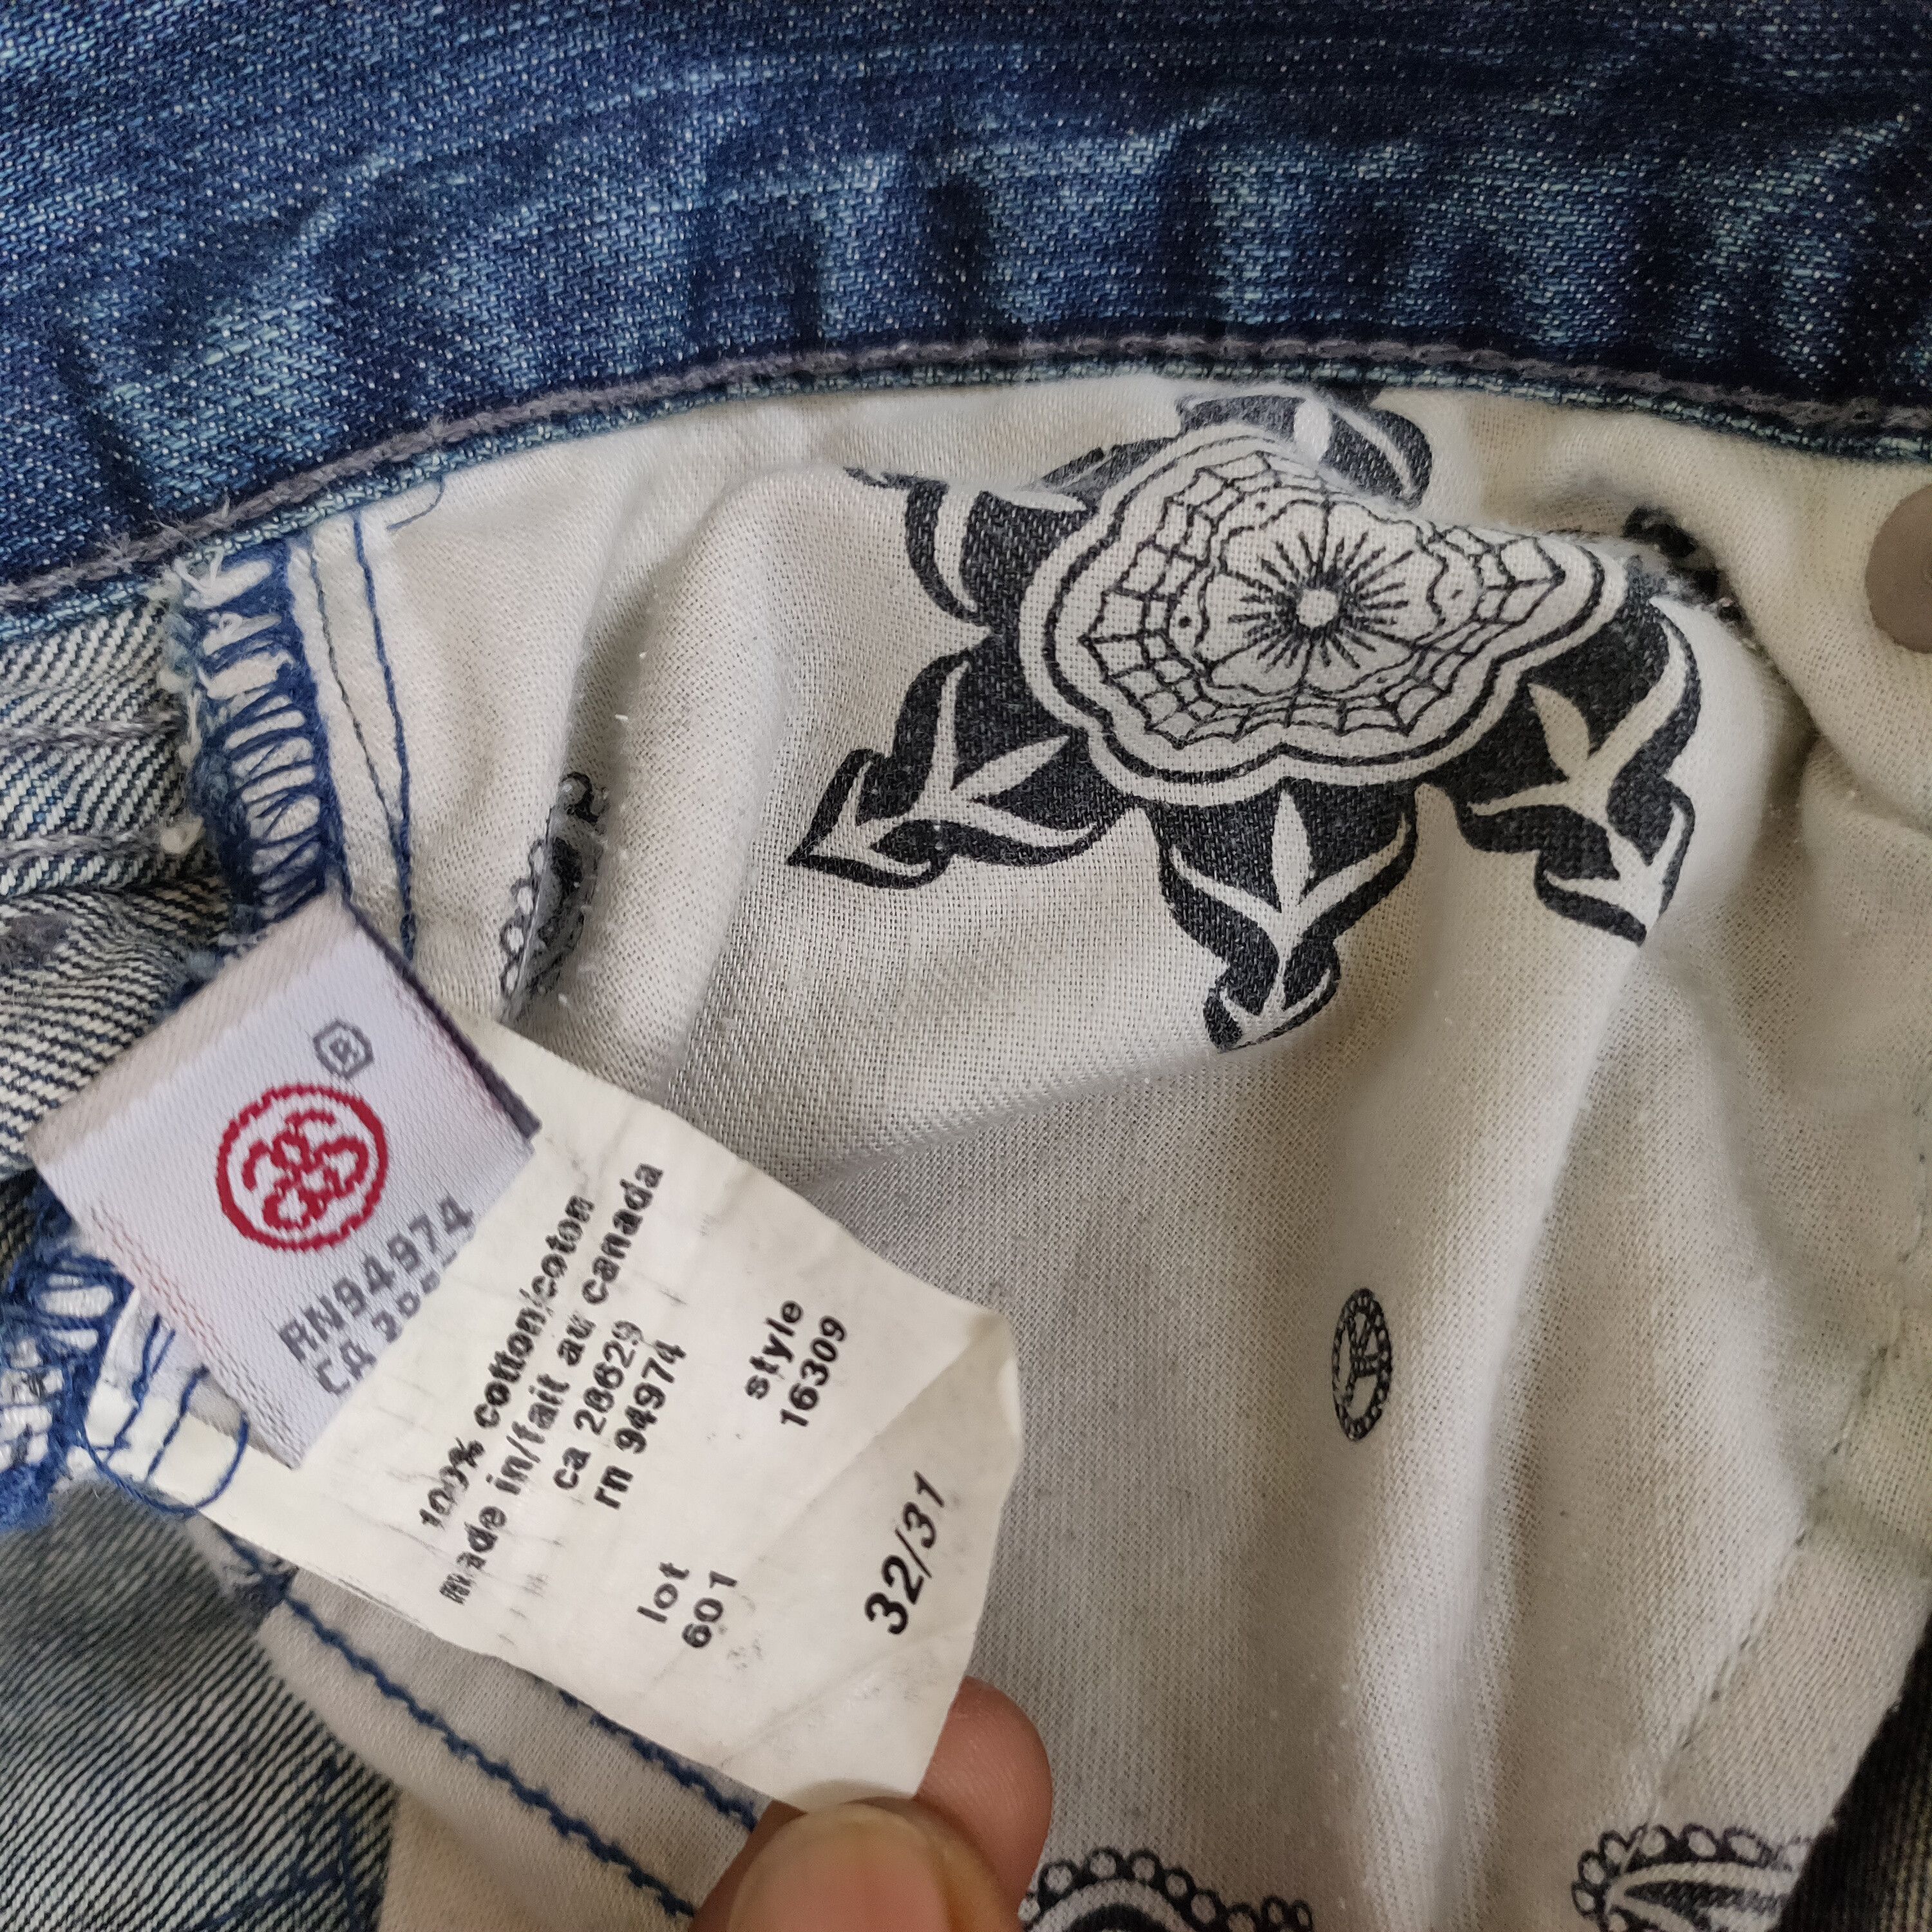 ®
RN94974
CA
100% cotton/coton
made in/fait au canada
ca 28629
rn 94974
style
16309
lot
601
32/31